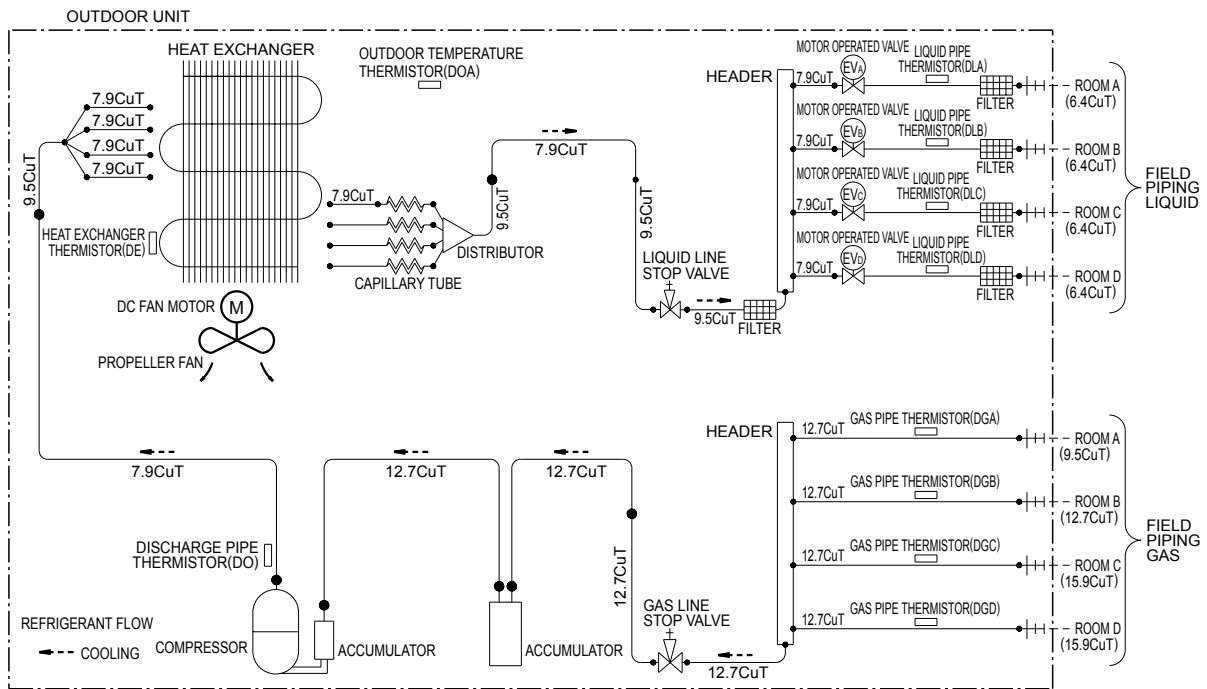 OUTDOOR UNIT
HEAT EXCHANGER
OUTDOOR TEMPERATURE
THERMISTOR(DOA)
7.9CuT
7.9CuT
7.9CuT
7.9CuT
9.5CuT
HEAT EXCHANGER
THERMISTOR(DE)
DC FAN MOTOR
M
PROPELLER FAN
7.9CuT
CAPILLARY TUBE
DISTRIBUTOR
9.5CuT
7.9CuT
9.5CuT
LIQUID LINE
STOP VALVE
9.5CuT
FILTER
HEADER
MOTOR OPERATED VALVE
7.9CuT
EVA
LIQUID PIPE
THERMISTOR(DLA)
FILTER
ROOM A
(6.4CuT)
MOTOR OPERATED VALVE
7.9CuT
EVB
LIQUID PIPE
THERMISTOR(DLB)
FILTER
ROOM B
(6.4CuT)
MOTOR OPERATED VALVE
7.9CuT
EVC
LIQUID PIPE
THERMISTOR(DLC)
FILTER
ROOM C
(6.4CuT)
MOTOR OPERATED VALVE
7.9CuT
EVD
LIQUID PIPE
THERMISTOR(DLD)
FILTER
ROOM D
(6.4CuT)
FIELD
PIPING
LIQUID
7.9CuT
12.7CuT
12.7CuT
DISCHARGE PIPE
THERMISTOR(DO)
COMPRESSOR
ACCUMULATOR
ACCUMULATOR
12.7CuT
GAS LINE
STOP VALVE
12.7CuT
HEADER
12.7CuT
GAS PIPE THERMISTOR(DGA)
ROOM A
(9.5CuT)
12.7CuT
GAS PIPE THERMISTOR(DGB)
ROOM B
(12.7CuT)
12.7CuT
GAS PIPE THERMISTOR(DGC)
ROOM C
(15.9CuT)
12.7CuT
GAS PIPE THERMISTOR(DGD)
ROOM D
(15.9CuT)
FIELD
PIPING
GAS
REFRIGERANT FLOW
COOLING